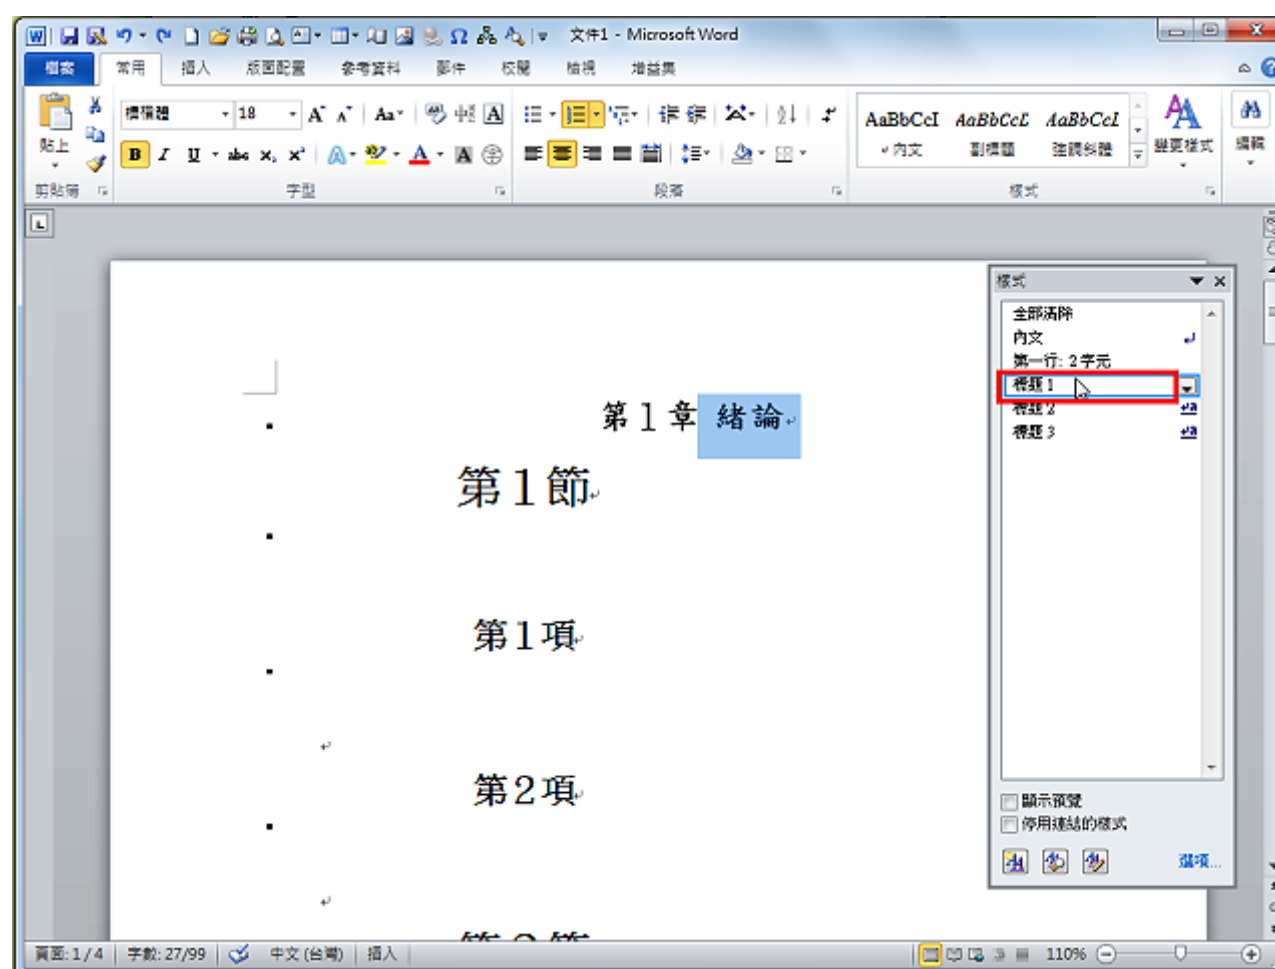 文件1 - Microsoft Word
檔案 常用 插入 版面配置 參考資料 郵件 校閱 檢視 增益集
標楷體 18
AaBbCcI AaBbCcL AaBbCcI
貼上 內文 副標題 強調斜體 變更樣式 編輯
剪貼簿 字型 段落 樣式
樣式
全部清除
內文
第一行: 2 字元
標題 1
標題 2
標題 3
第 1 章 緒論
第 1 節
第 1 項
第 2 項
顯示預覽
停用連結的樣式
選項...
頁面: 1/4 字數: 27/99 中文 (台灣) 插入 110%